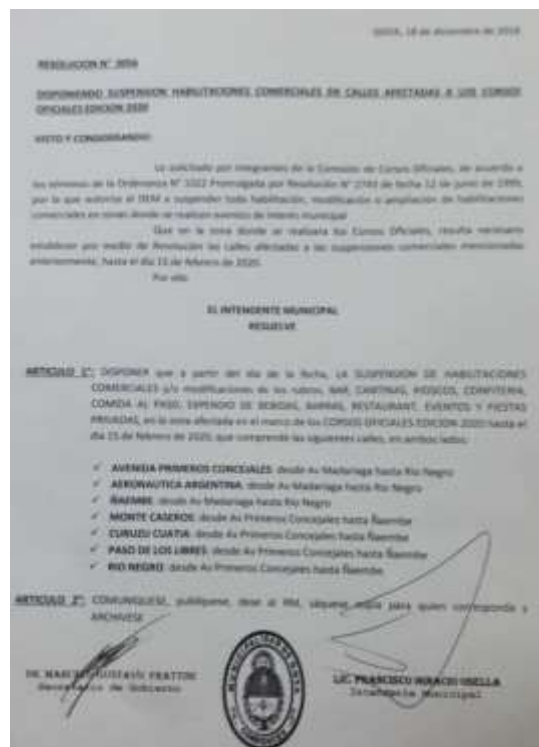 GOYA, 18 de diciembre de 2019
RESOLUCION N° 3056
DISPONIENDO SUSPENSION HABILITACIONES COMERCIALES EN CALLES AFECTADAS A LOS CORSOS
OFICIALES EDICION 2020
VISTO Y CONSIDERANDO:
Lo solicitado por integrantes de la Comisión de Corsos Oficiales, de acuerdo a
los términos de la Ordenanza N° 1022 Promulgada por Resolución N° de fecha 12 de junio de 1999,
por la que autoriza al DEM a suspender toda habilitación, modificación o ampliación de habilitaciones
comerciales en zonas donde se realizan eventos de interés municipal
Que en la zona donde se realizara los Corsos Oficiales, resulta necesario
establecer por medio de Resolución las calles afectadas a las suspensiones comerciales mencionadas
anteriormente, hasta el día 15 de febrero de 2020.
Por ello
EL INTENDENTE MUNICIPAL
RESUELVE
ARTICULO 1°: DISPONER que a partir del día de la fecha, LA SUSPENSION DE HABILITACIONES
COMERCIALES y/o modificaciones de los rubros, BAR, CANTINAS, KIOSCOS, CONFITERIA,
COMIDA AL PASO, EXPENDIO DE BEBIDAS, BARRAS, RESTAURANT, EVENTOS Y FIESTAS
PRIVADAS, en la zona afectada en el marco de los CORSOS OFICIALES EDICION 2020 hasta el
día 15 de febrero de 2020, que comprende las siguientes calles, en ambos lados:
✓ AVENIDA PRIMEROS CONCEJALES: desde Av Madariaga hasta Rio Negro
✓ AERONAUTICA ARGENTINA: desde Av Madariaga hasta Rio Negro
✓ ÑAEMBE: desde Av Madariaga hasta Rio Negro
✓ MONTE CASEROS: desde Av Primeros Concejales hasta Ñaembe
✓ CURUZU CUATIA: desde Av Primeros Concejales hasta Ñaembe
✓ PASO DE LOS LIBRES: desde Av Primeros Concejales hasta Ñaembe
✓ RIO NEGRO: desde Av Primeros Concejales hasta Ñaembe
ARTICULO 2°: COMUNIQUESE, publíquese, dese al RM, sáquese copia para quien corresponda y
ARCHIVESE
DR. MARCELO GUSTAVO FRATTINI
Secretario de Gobierno
MUNICIPALIDAD DE GOYA
LIC. FRANCISCO IGNACIO OSELLA
Intendente Municipal